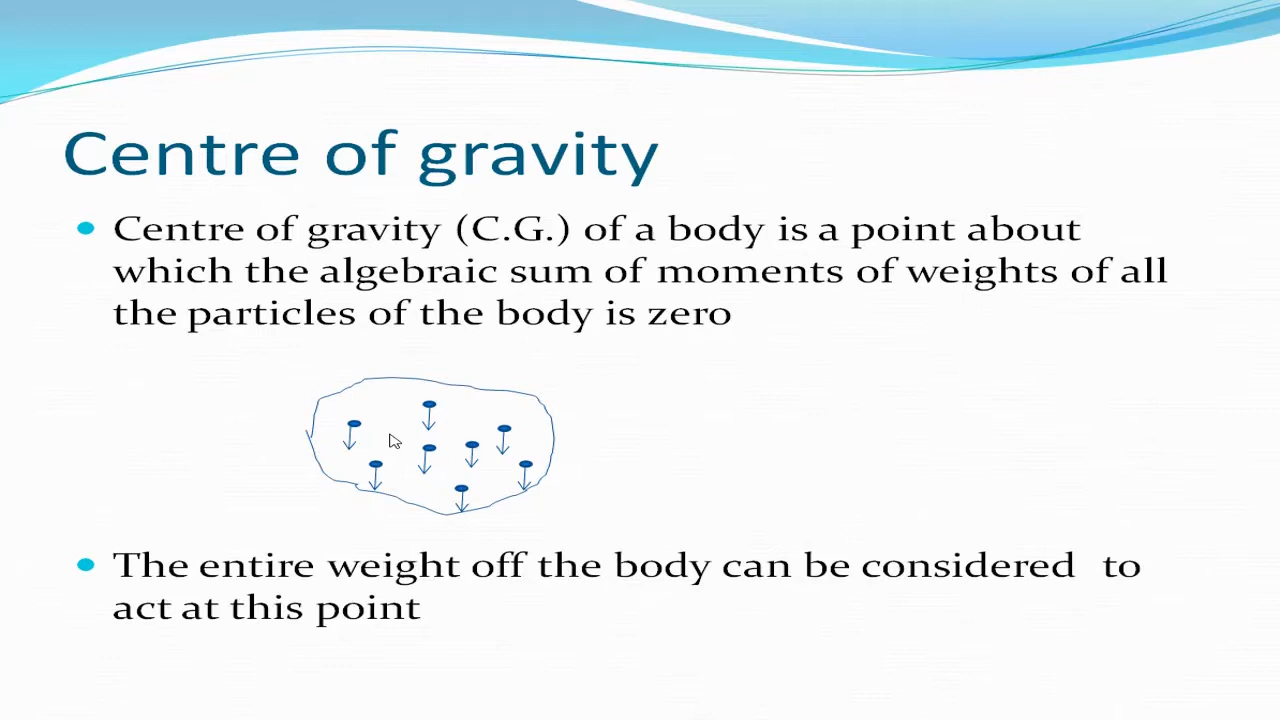 Centre of gravity
Centre of gravity (C.G.) of a body is a point about
which the algebraic sum of moments of weights of all
the particles of the body is zero
The entire weight off the body can be considered to
act at this point